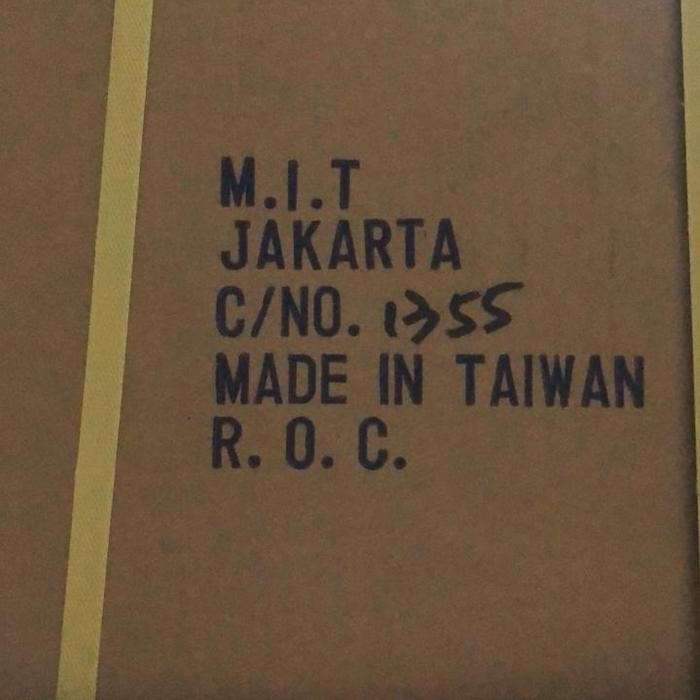 M.I.T
JAKARTA
C/NO. 1355
MADE IN TAIWAN
R. O. C.